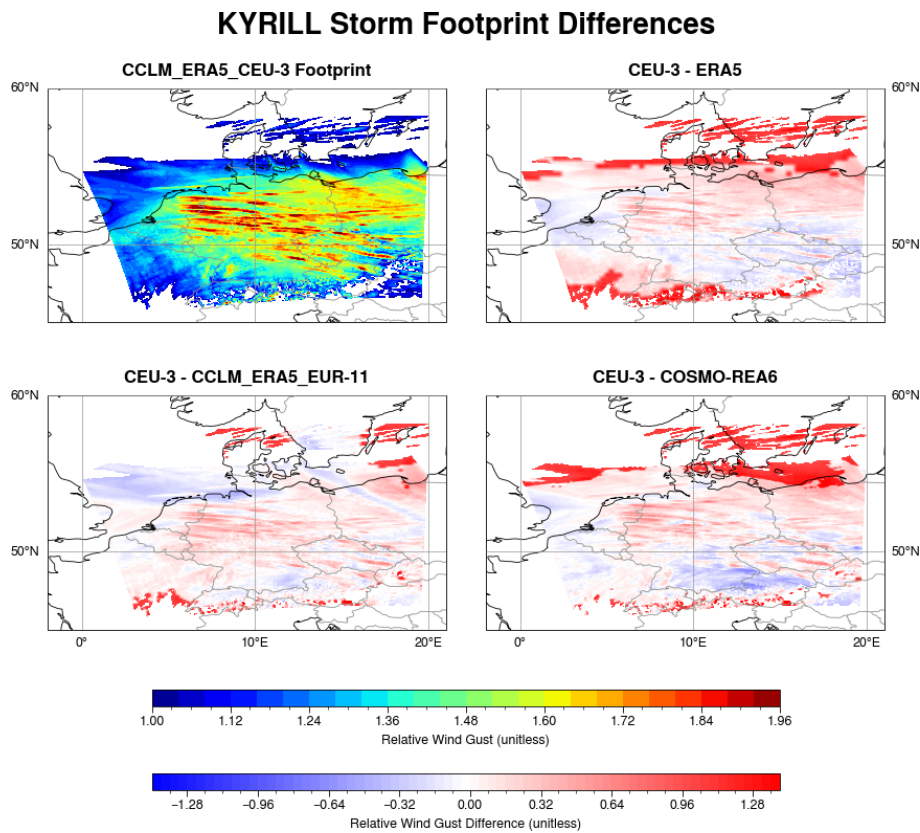 KYRILL Storm Footprint Differences
CCLM_ERA5_CEU-3 Footprint
CEU-3 - ERA5
60°N
60°N
50°N
50°N
CEU-3 - CCLM_ERA5_EUR-11
CEU-3 - COSMO-REA6
60°N
60°N
50°N
50°N
0°
10°E
20°E
0°
10°E
20°E
1.00 1.12 1.24 1.36 1.48 1.60 1.72 1.84 1.96
Relative Wind Gust (unitless)
−1.28 −0.96 −0.64 −0.32 0.00 0.32 0.64 0.96 1.28
Relative Wind Gust Difference (unitless)